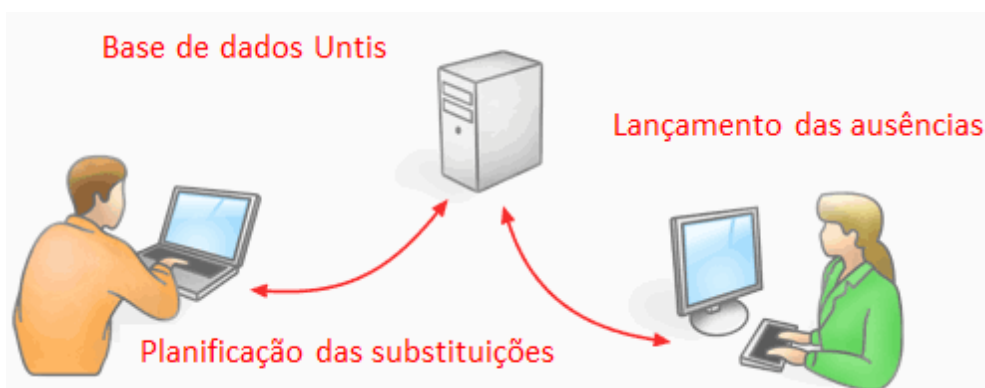 Base de dados Untis
Lançamento das ausências
Planificação das substituições